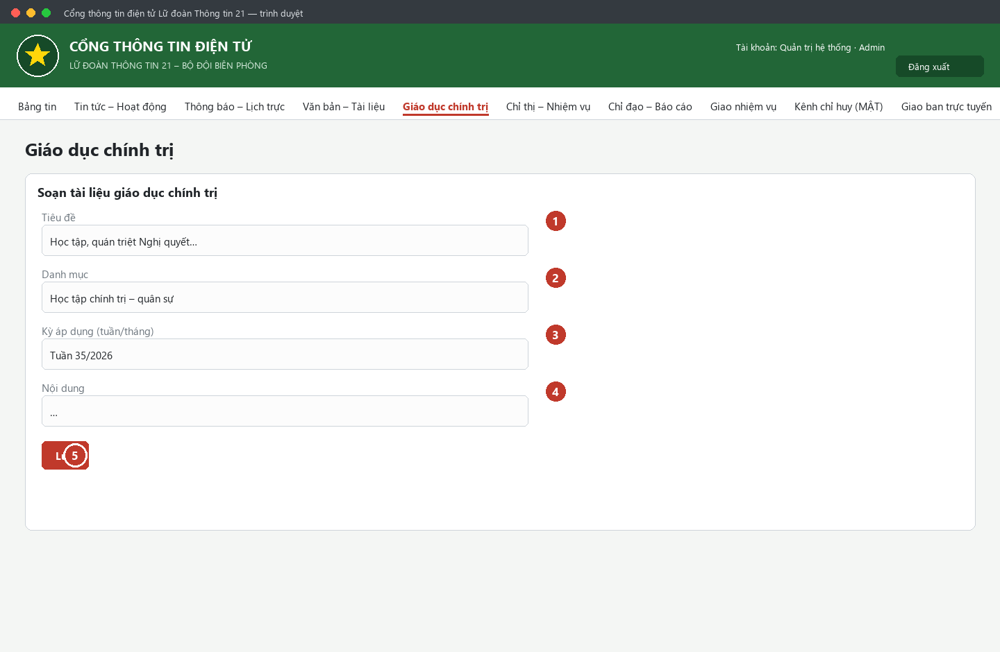 Cổng thông tin điện tử Lữ đoàn Thông tin 21 — trình duyệt
CỔNG THÔNG TIN ĐIỆN TỬ
LỮ ĐOÀN THÔNG TIN 21 – BỘ ĐỘI BIÊN PHÒNG
Tài khoản: Quản trị hệ thống · Admin
Đăng xuất
Bảng tin Tin tức – Hoạt động Thông báo – Lịch trực Văn bản – Tài liệu Giáo dục chính trị Chỉ thị – Nhiệm vụ Chỉ đạo – Báo cáo Giao nhiệm vụ Kênh chỉ huy (MẬT) Giao ban trực tuyến
Giáo dục chính trị
Soạn tài liệu giáo dục chính trị
Tiêu đề
1
Học tập, quán triệt Nghị quyết...
Danh mục
2
Học tập chính trị – quân sự
Kỳ áp dụng (tuần/tháng)
3
Tuần 35/2026
Nội dung
4
...
5